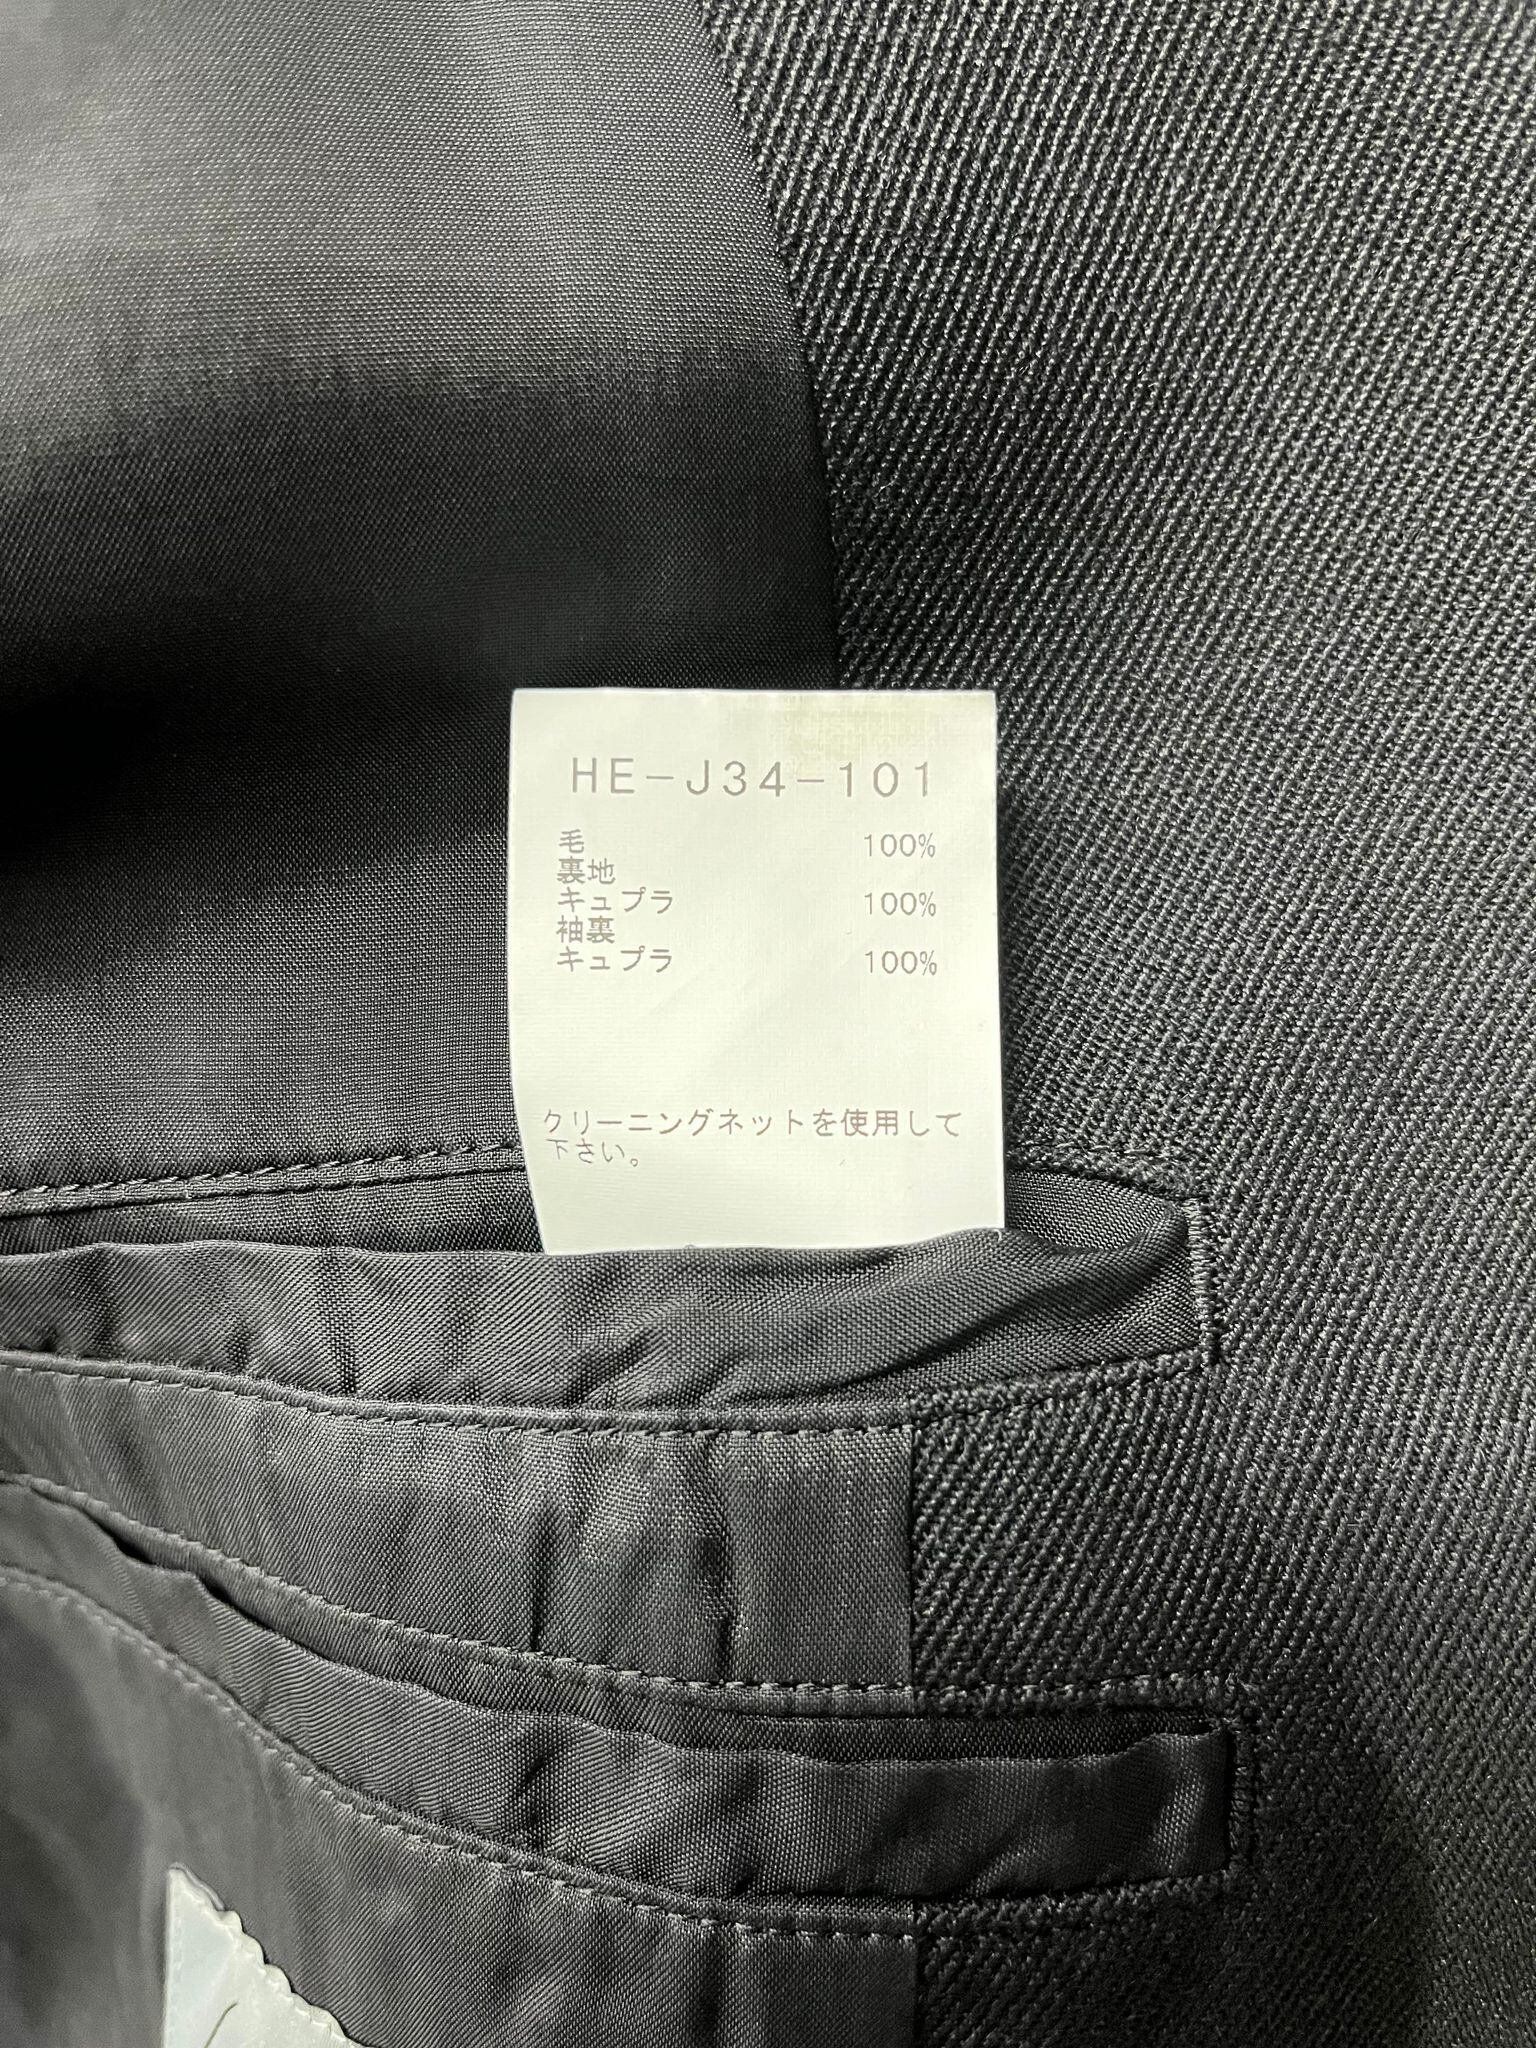 HE-J34-101
毛 100%
裏地
キュプラ 100%
袖裏
キュプラ 100%
クリーニングネットを使用して
下さい。